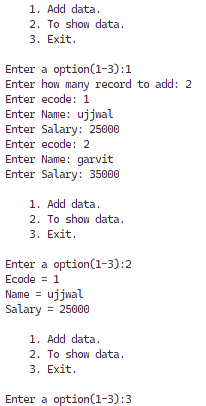 1. Add data.
2. To show data.
3. Exit.
Enter a option(1-3):1
Enter how many record to add: 2
Enter ecode: 1
Enter Name: ujjwal
Enter Salary: 25000
Enter ecode: 2
Enter Name: garvit
Enter Salary: 35000
1. Add data.
2. To show data.
3. Exit.
Enter a option(1-3):2
Ecode = 1
Name = ujjwal
Salary = 25000
1. Add data.
2. To show data.
3. Exit.
Enter a option(1-3):3